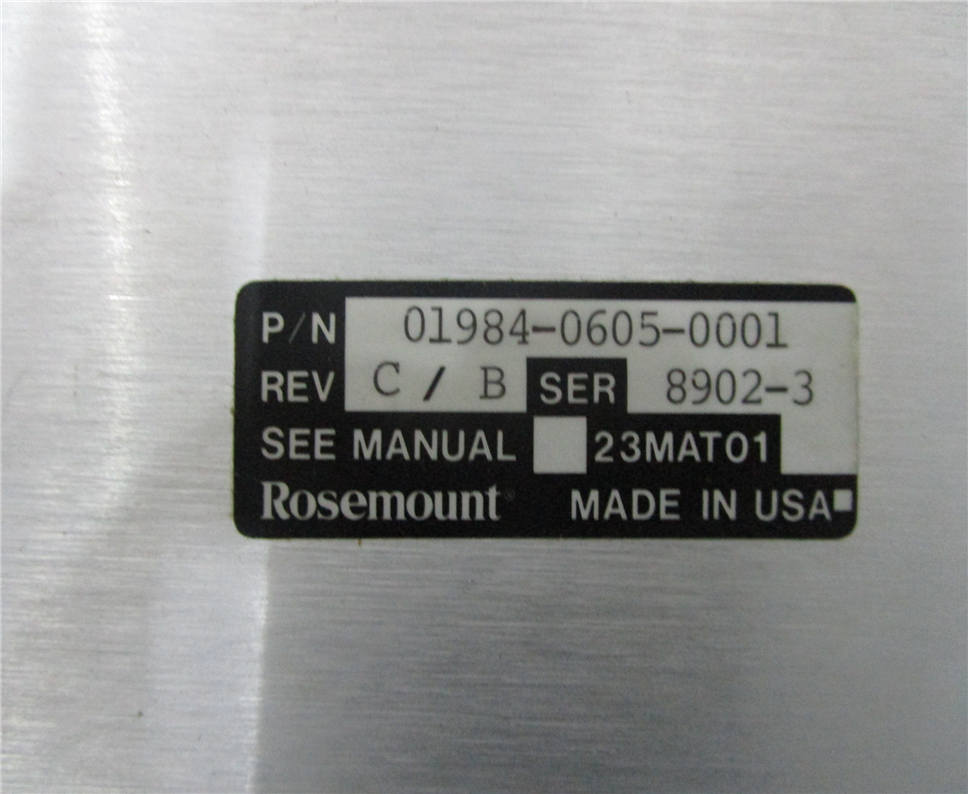 P/N 01984-0605-0001
REV C / B SER 8902-3
SEE MANUAL 23MAT01
Rosemount® MADE IN USA